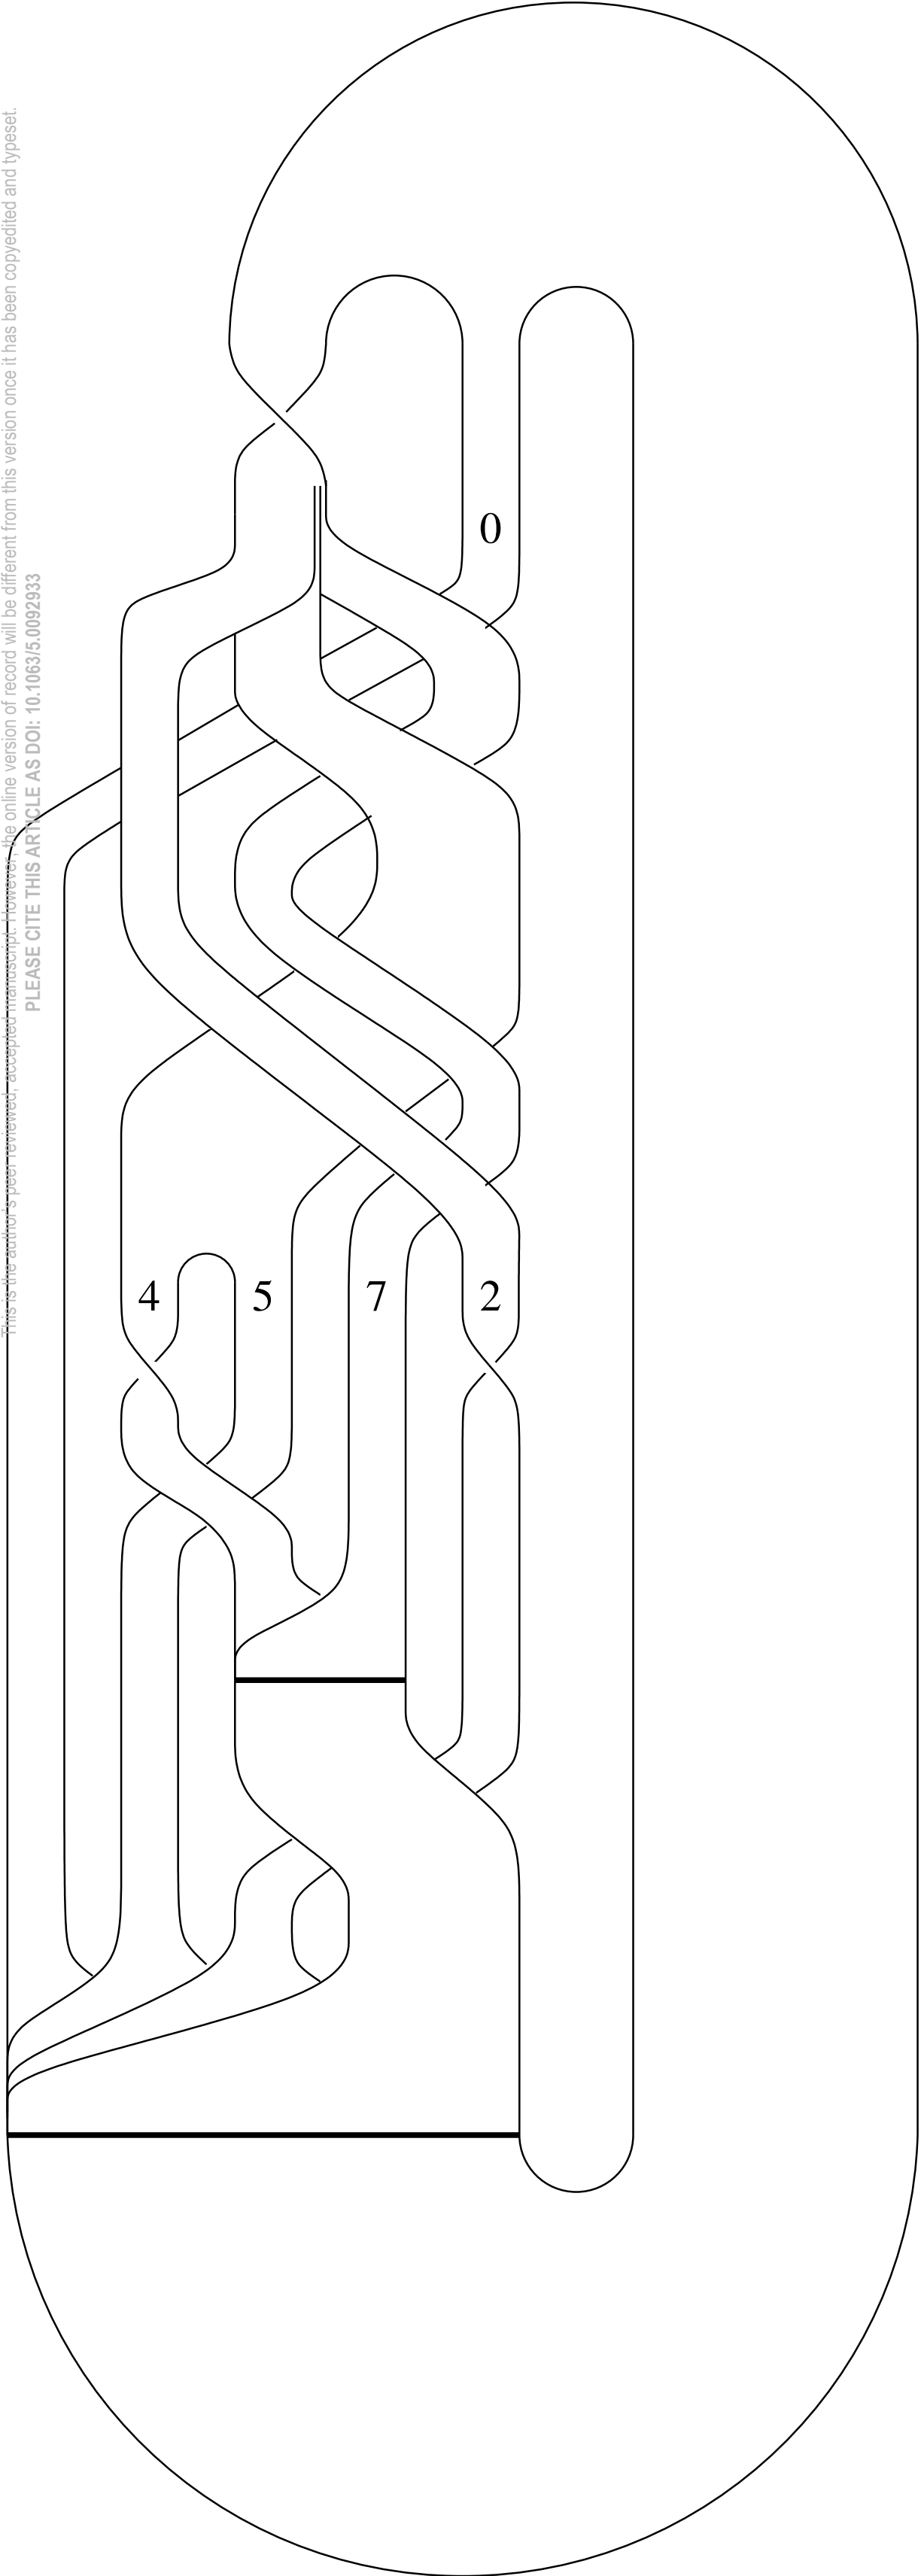 This is the author's peer reviewed, accepted manuscript. However, the online version of record will be different from this version once it has been copyedited and typeset.
PLEASE CITE THIS ARTICLE AS DOI: 10.1063/5.0092933
0
4 5 7 2